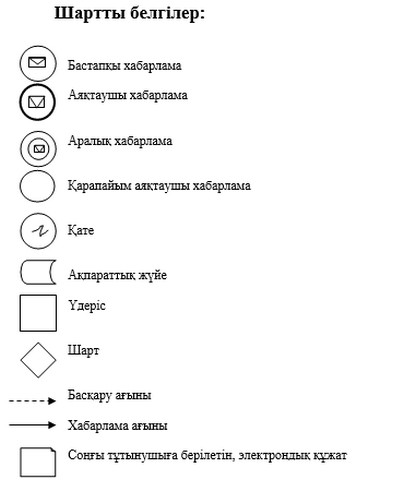 Шартты белгілер:
Бастапқы хабарлама
Аяқтаушы хабарлама
Аралық хабарлама
Қарапайым аяқтаушы хабарлама
Қате
Ақпараттық жүйе
Үдеріс
Шарт
Басқару ағыны
Хабарлама ағыны
Соңғы тұтынушыға берілетін, электрондық құжат